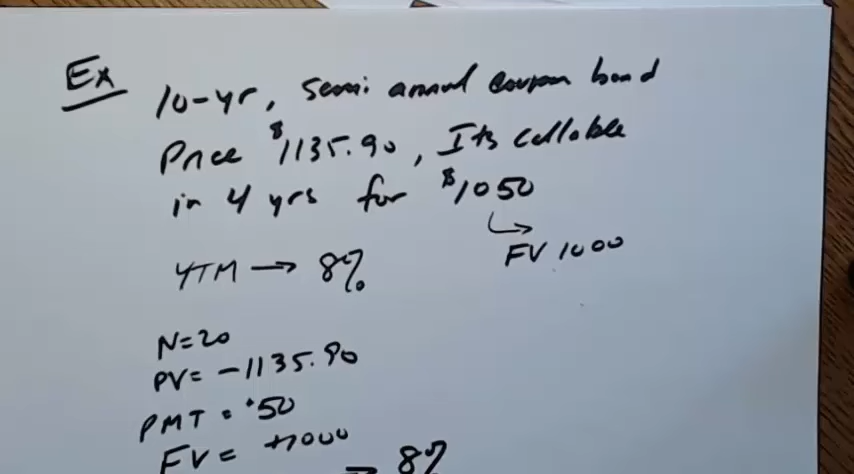 Ex
10-yr, Semi annual coupon bond
Price $1135.90, Its callable
in 4 yrs for $1050
↳ FV 1000
YTM → 8%
N=20
PV= -1135.90
PMT = +50
FV= +1000
→ 8%